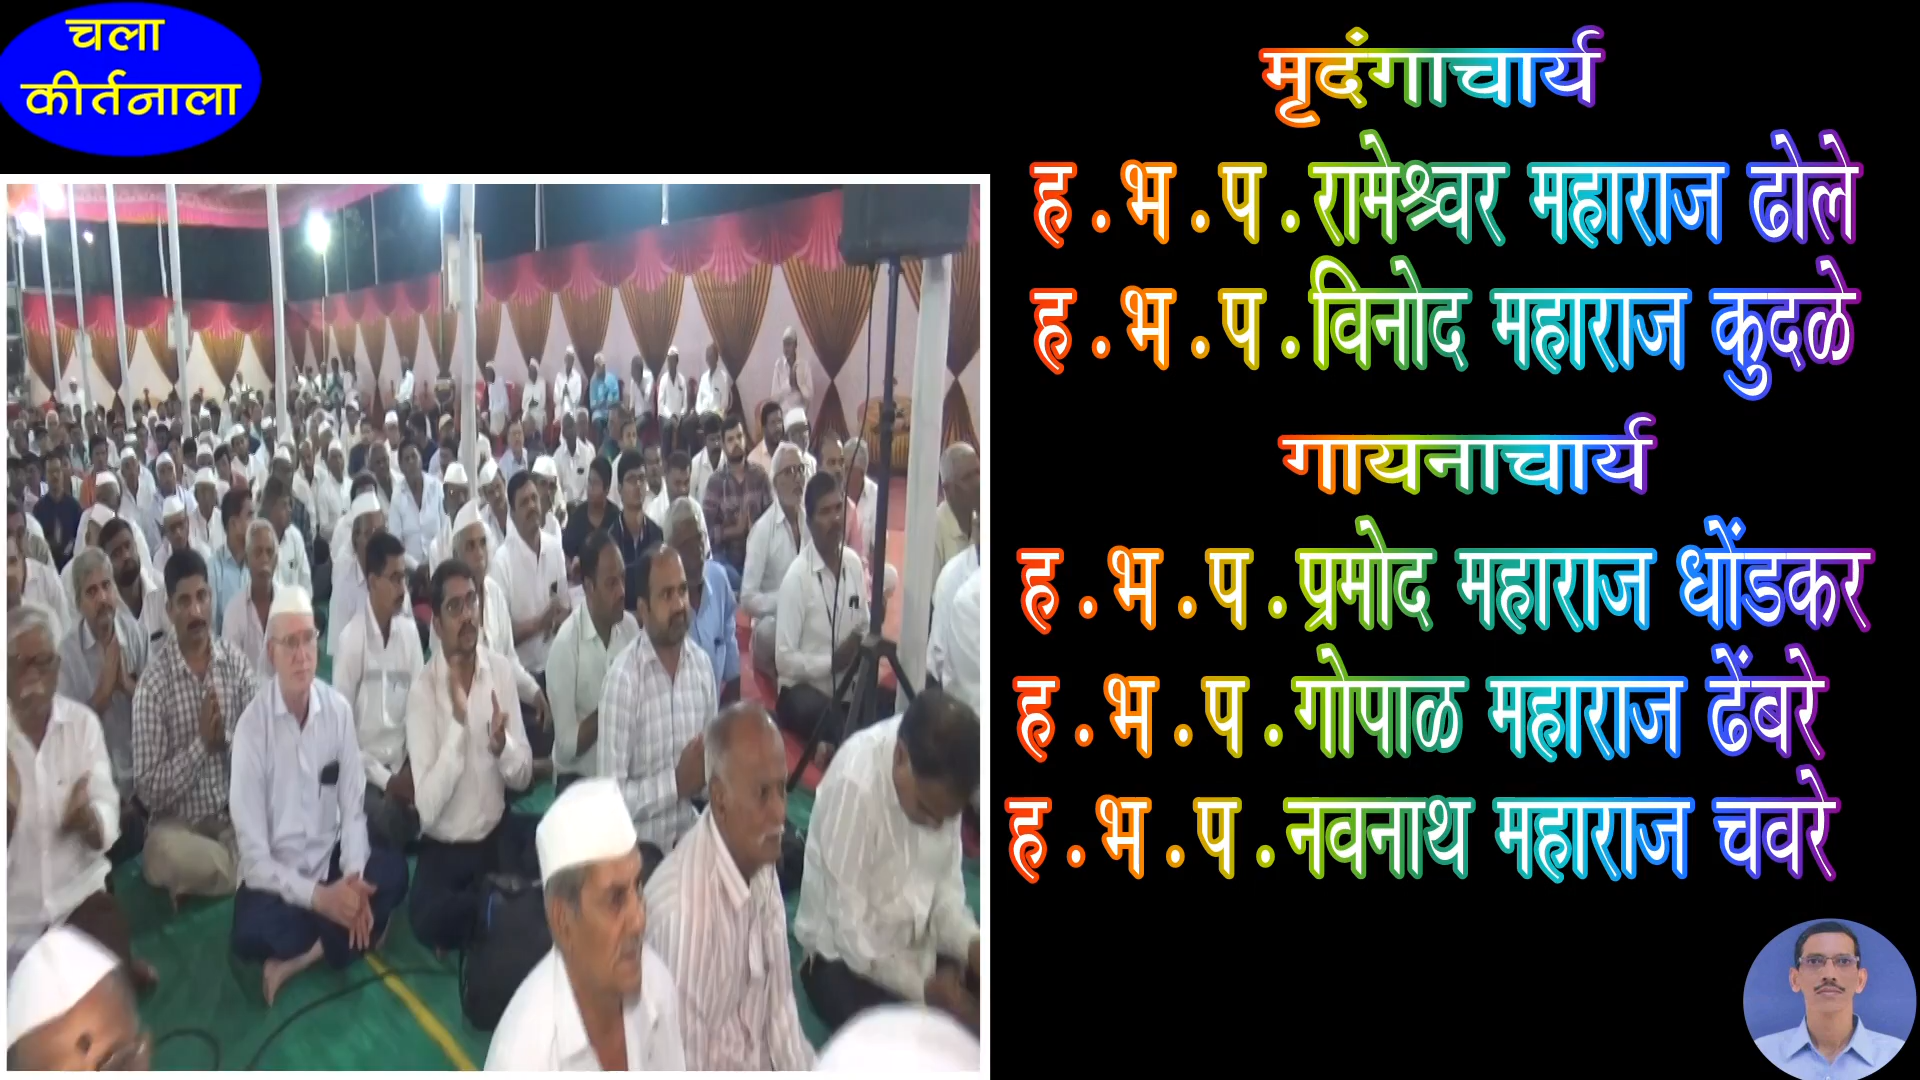 चला
कीर्तनाला
मृदंगाचार्य
ह.भ.प.रामेश्र्वर महाराज ढोले
ह.भ.प.विनोद महाराज कुदळे
गायनाचार्य
ह.भ.प.प्रमोद महाराज धोंडकर
ह.भ.प.गोपाळ महाराज ढेंबरे
ह.भ.प.नवनाथ महाराज चवरे